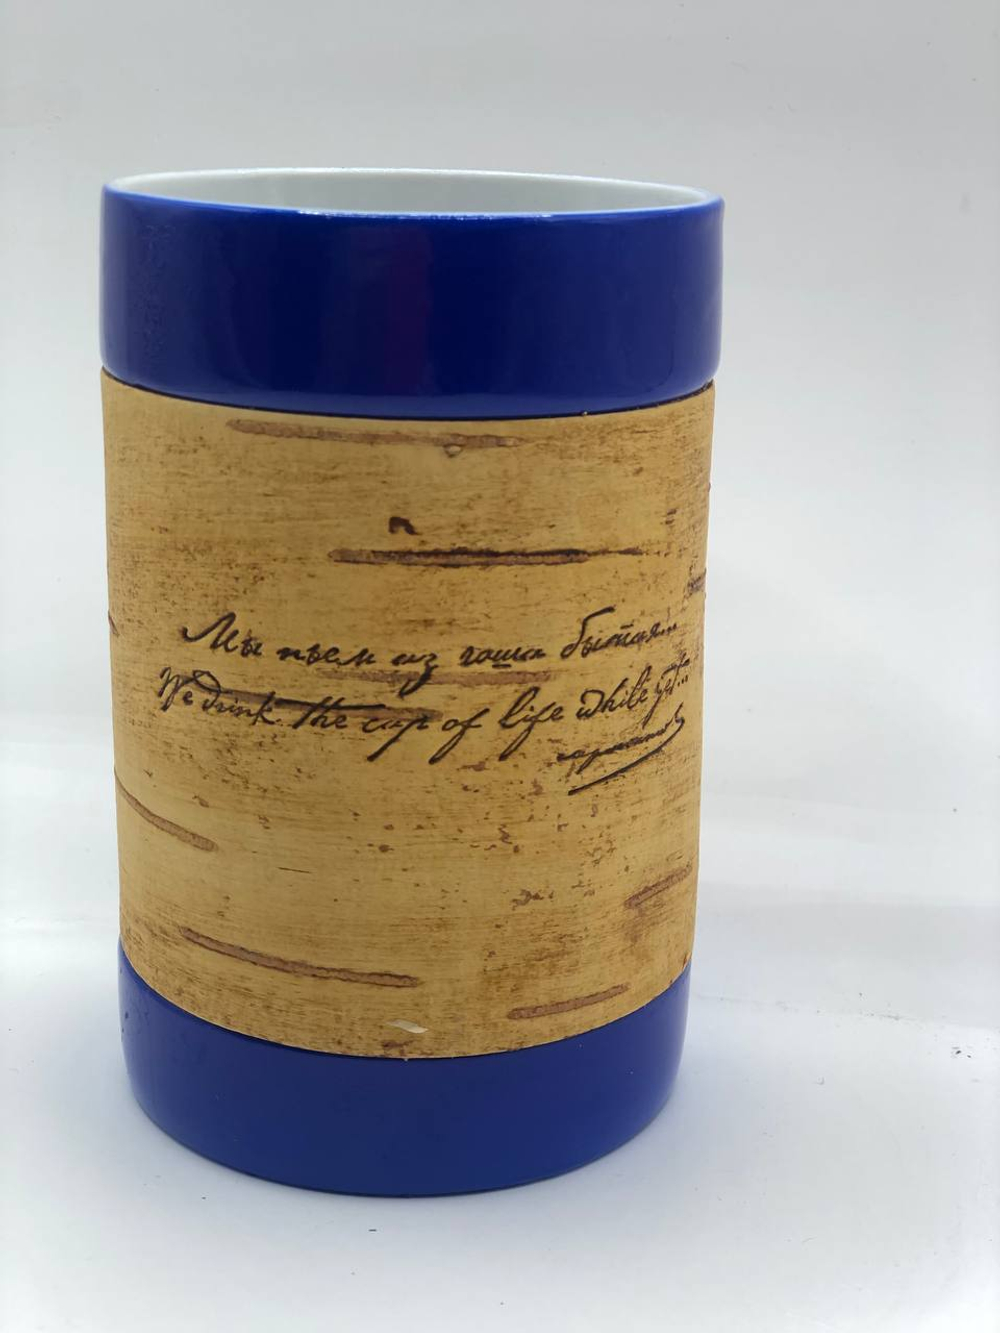 Мы пьем из чаши бытия...
We drink the cup of life while yet...